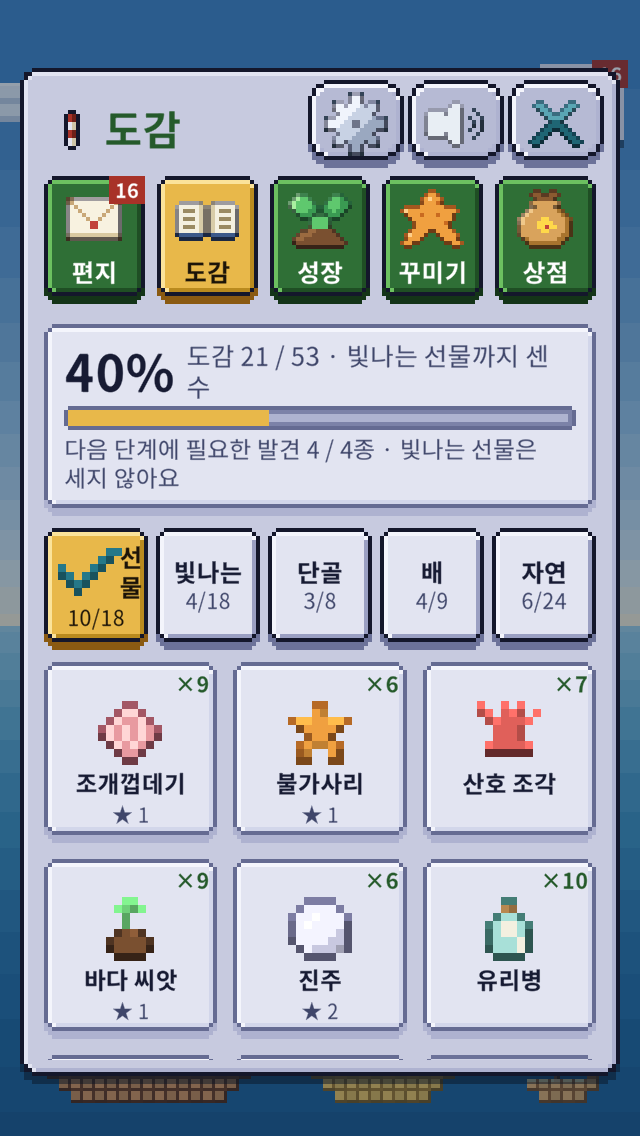 16
도감
16
편지
도감
성장
꾸미기
상점
40%
도감 21 / 53 · 빛나는 선물까지 센
수
다음 단계에 필요한 발견 4 / 4종 · 빛나는 선물은
세지 않아요
선
물
10/18
빛나는
4/18
단골
3/8
배
4/9
자연
6/24
×9
조개껍데기
★ 1
×6
불가사리
★ 1
×7
산호 조각
×9
바다 씨앗
★ 1
×6
진주
★ 2
×10
유리병